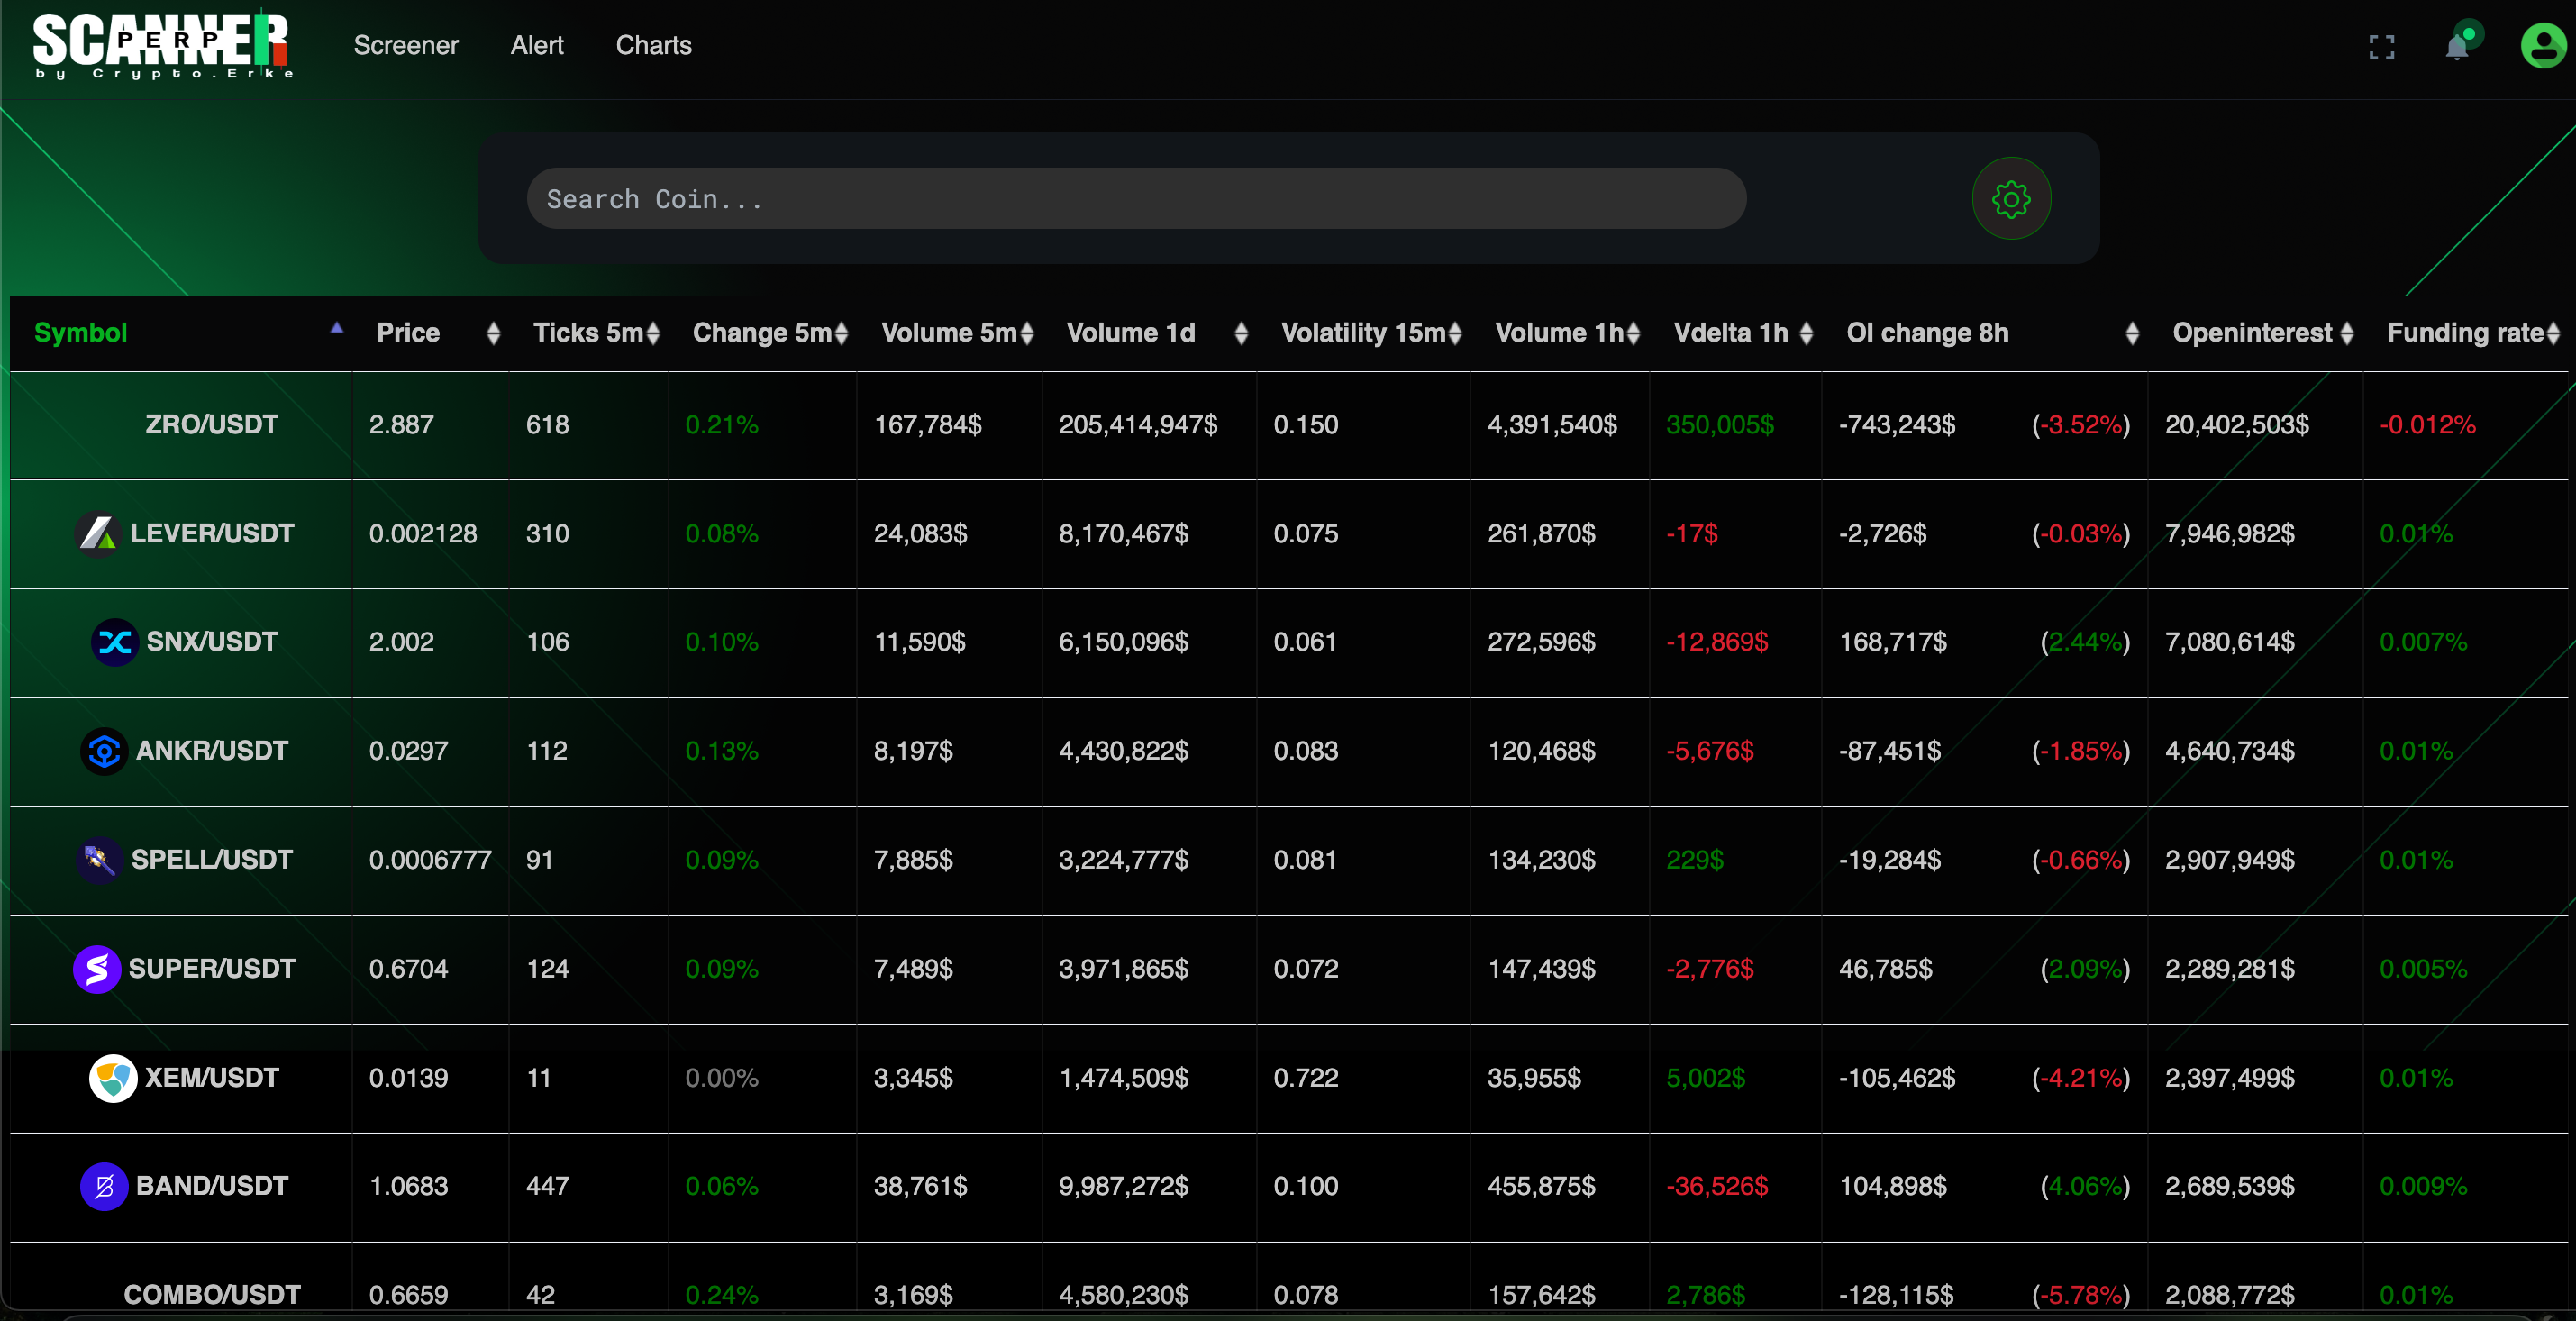 SCANNER
PERP
by Crypto.Erke
Screener Alert Charts
Search Coin...
Symbol Price Ticks 5m Change 5m Volume 5m Volume 1d Volatility 15m Volume 1h Vdelta 1h OI change 8h Openinterest Funding rate
ZRO/USDT 2.887 618 0.21% 167,784$ 205,414,947$ 0.150 4,391,540$ 350,005$ -743,243$ (-3.52%) 20,402,503$ -0.012%
LEVER/USDT 0.002128 310 0.08% 24,083$ 8,170,467$ 0.075 261,870$ -17$ -2,726$ (-0.03%) 7,946,982$ 0.01%
SNX/USDT 2.002 106 0.10% 11,590$ 6,150,096$ 0.061 272,596$ -12,869$ 168,717$ (2.44%) 7,080,614$ 0.007%
ANKR/USDT 0.0297 112 0.13% 8,197$ 4,430,822$ 0.083 120,468$ -5,676$ -87,451$ (-1.85%) 4,640,734$ 0.01%
SPELL/USDT 0.0006777 91 0.09% 7,885$ 3,224,777$ 0.081 134,230$ 229$ -19,284$ (-0.66%) 2,907,949$ 0.01%
SUPER/USDT 0.6704 124 0.09% 7,489$ 3,971,865$ 0.072 147,439$ -2,776$ 46,785$ (2.09%) 2,289,281$ 0.005%
XEM/USDT 0.0139 11 0.00% 3,345$ 1,474,509$ 0.722 35,955$ 5,002$ -105,462$ (-4.21%) 2,397,499$ 0.01%
BAND/USDT 1.0683 447 0.06% 38,761$ 9,987,272$ 0.100 455,875$ -36,526$ 104,898$ (4.06%) 2,689,539$ 0.009%
COMBO/USDT 0.6659 42 0.24% 3,169$ 4,580,230$ 0.078 157,642$ 2,786$ -128,115$ (-5.78%) 2,088,772$ 0.01%